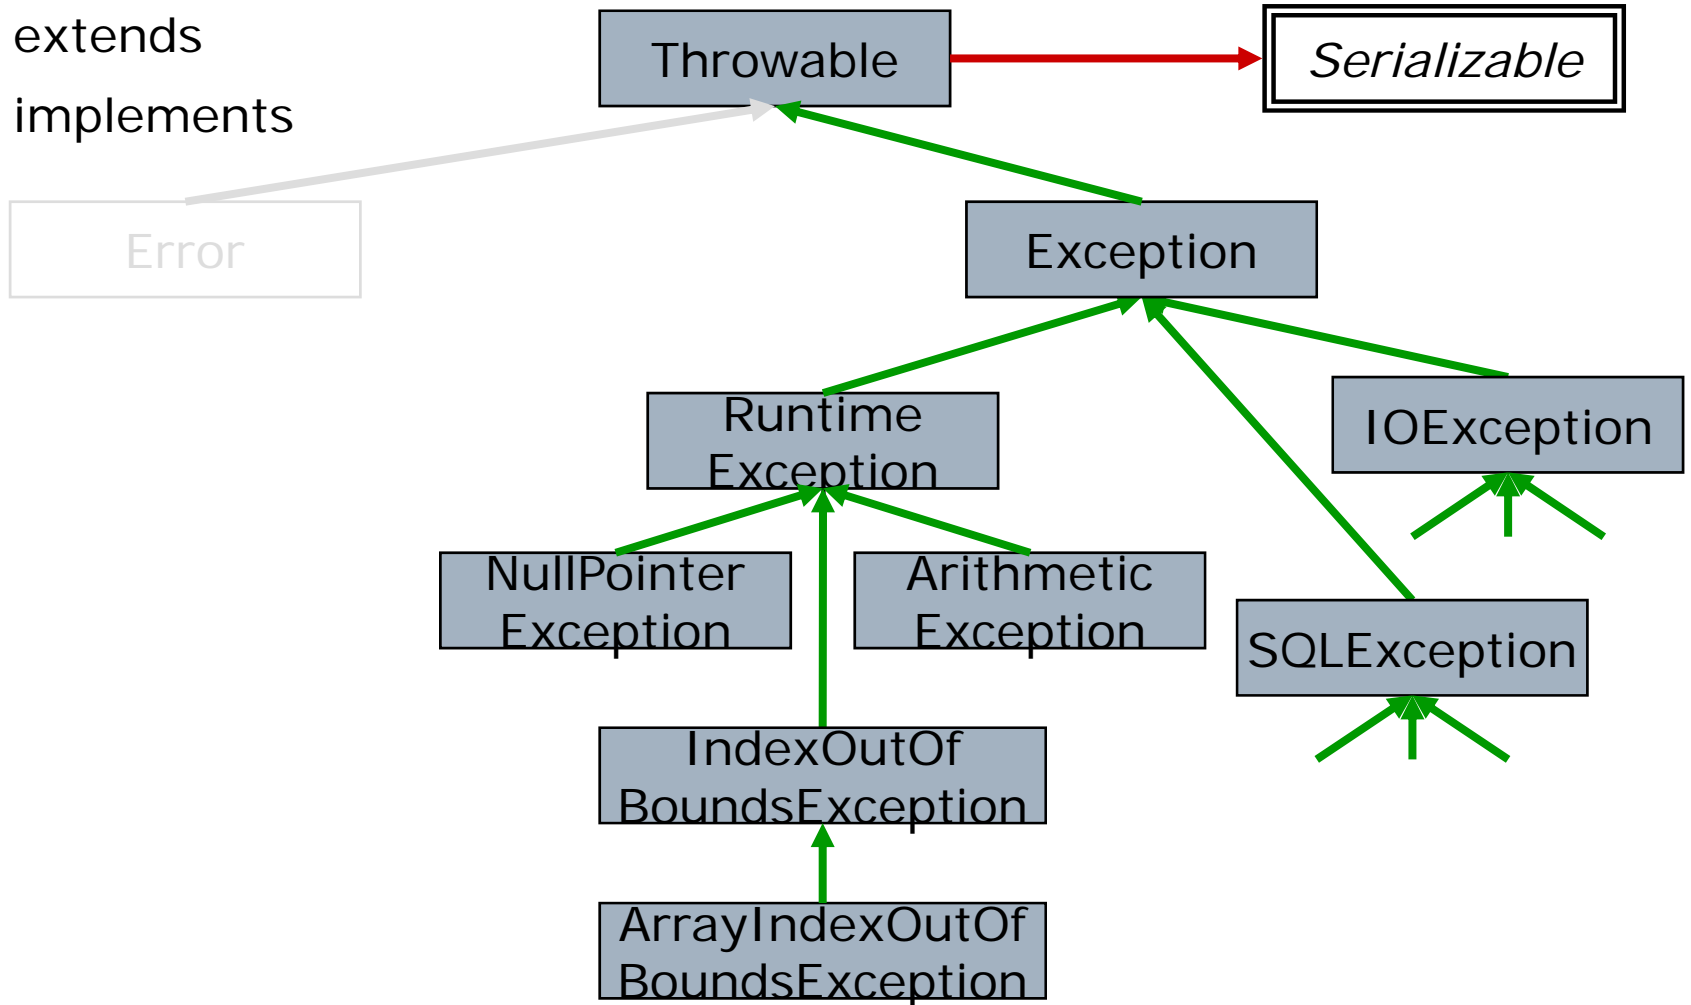 extends
implements
Throwable
Serializable
Error
Exception
Runtime
Exception
IOException
NullPointer
Exception
Arithmetic
Exception
SQLException
IndexOutOf
BoundsException
ArrayIndexOutOf
BoundsException